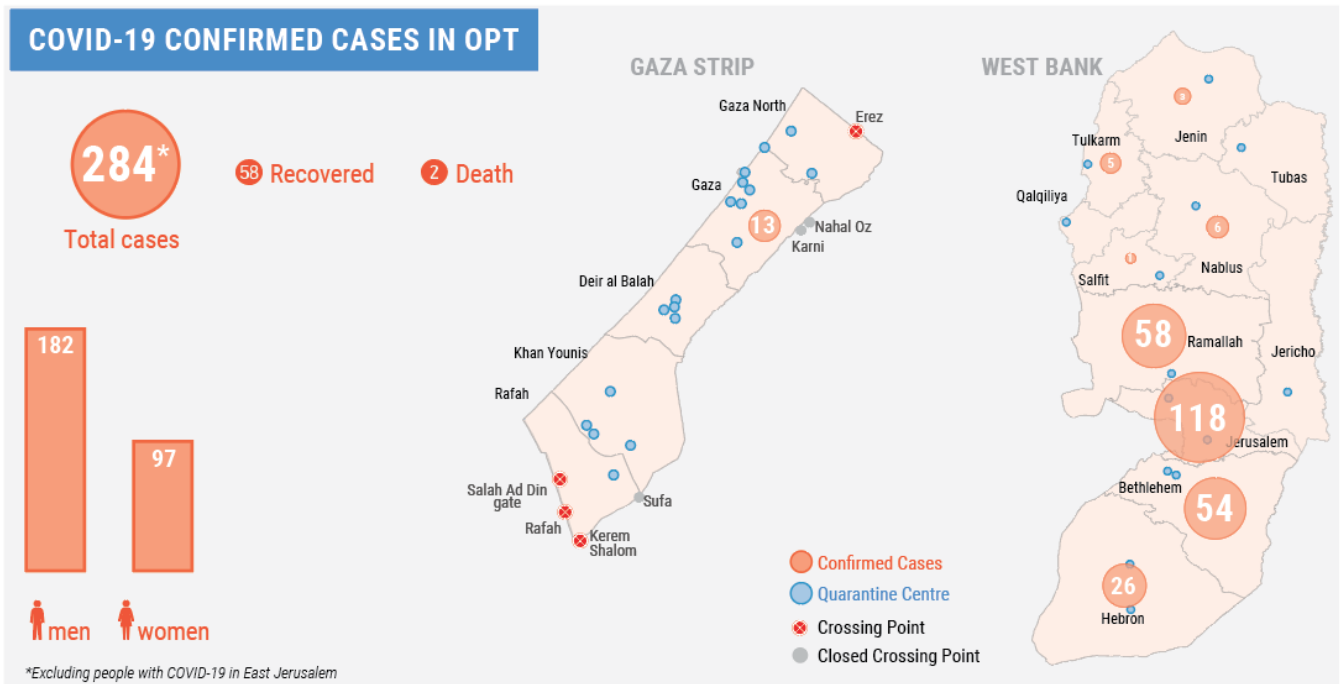 COVID-19 CONFIRMED CASES IN OPT
284*
Total cases
58 Recovered
2 Death
182
97
men
women
*Excluding people with COVID-19 in East Jerusalem
GAZA STRIP
Gaza North
Erez
Gaza
13
Nahal Oz
Karni
Deir al Balah
Khan Younis
Rafah
Salah Ad Din
gate
Rafah
Kerem
Shalom
Sufa
WEST BANK
3
Jenin
Tulkarm
5
Tubas
Qalqiliya
6
Nablus
1
Salfit
58
Ramallah
Jericho
118
Jerusalem
Bethlehem
54
26
Hebron
Confirmed Cases
Quarantine Centre
Crossing Point
Closed Crossing Point